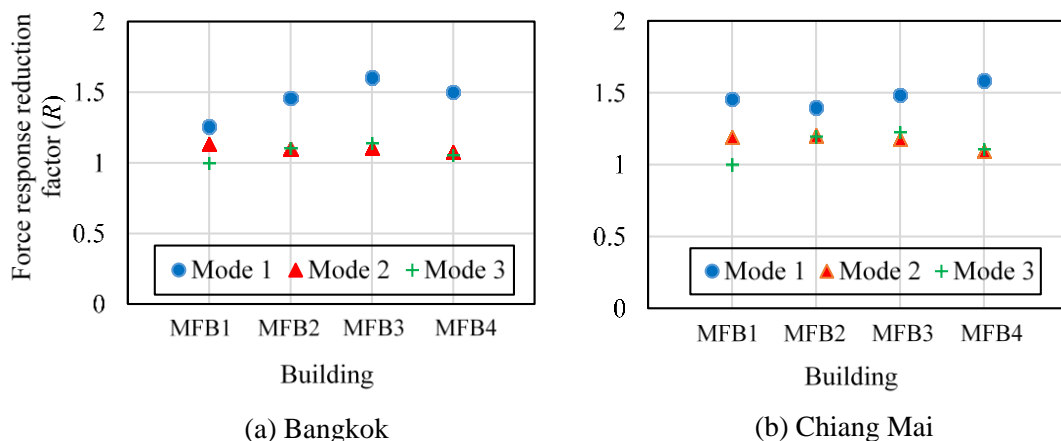 Force response reduction
factor (R)
2
1.5
1
0.5
0
Mode 1 Mode 2 Mode 3
MFB1 MFB2 MFB3 MFB4
Building
(a) Bangkok
2
1.5
1
0.5
0
Mode 1 Mode 2 Mode 3
MFB1 MFB2 MFB3 MFB4
Building
(b) Chiang Mai